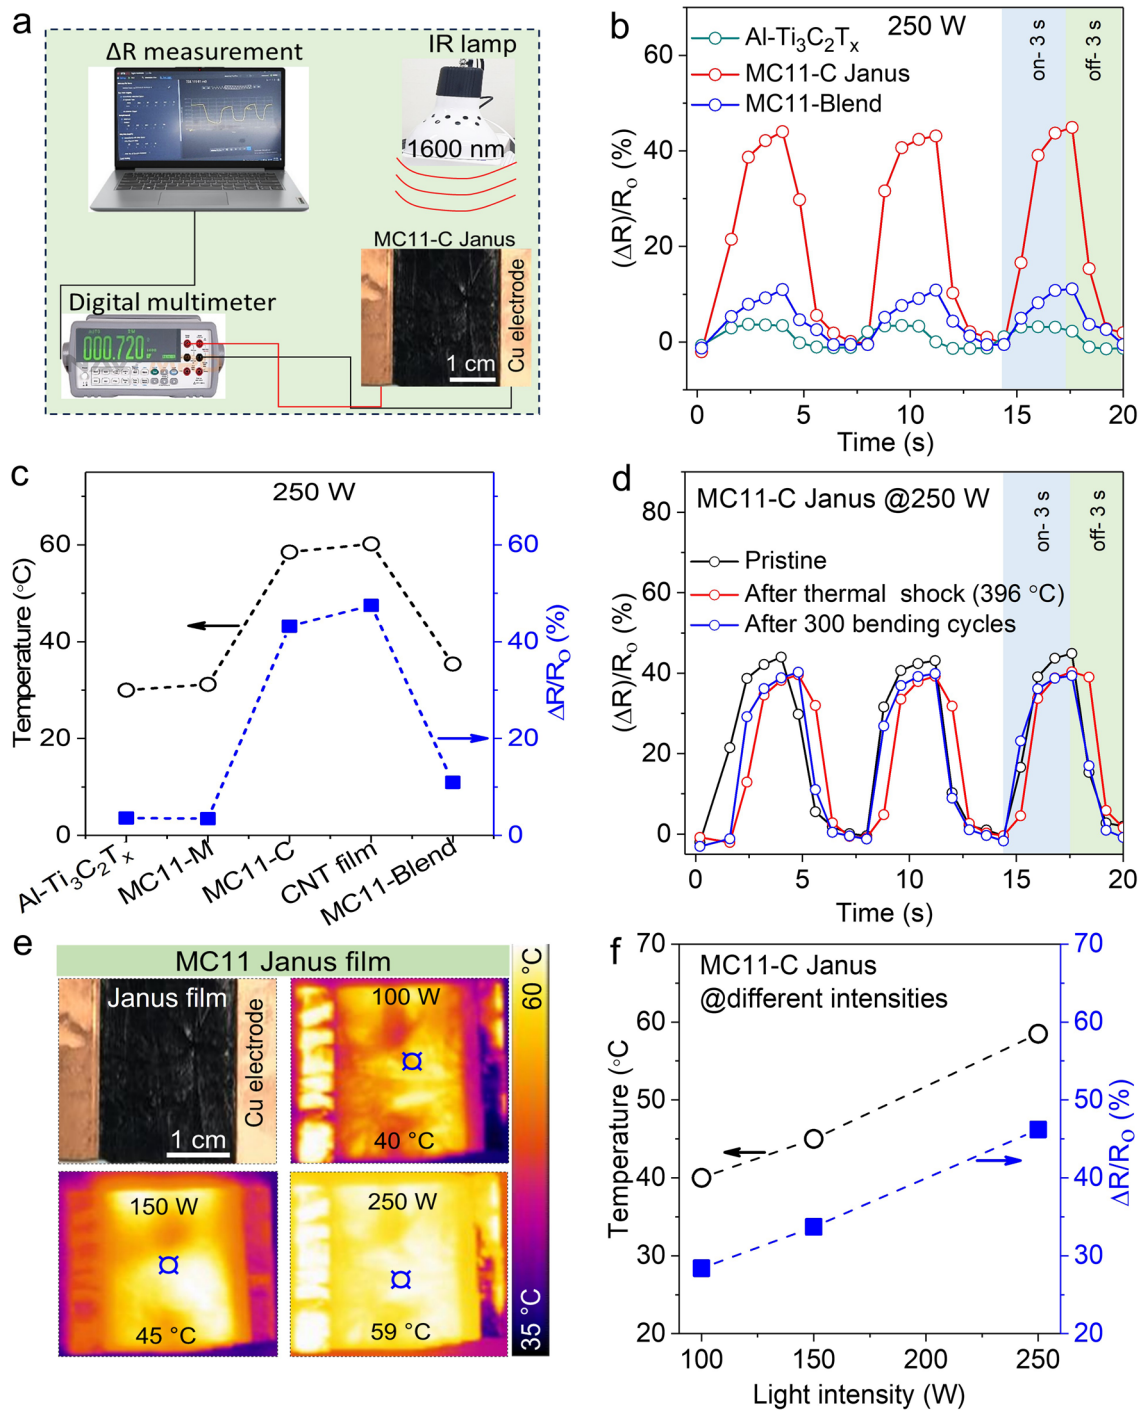 a
ΔR measurement
IR lamp
1600 nm
MC11-C Janus
Cu electrode
1 cm
Digital multimeter
000.720
b
250 W
Al-Ti₃C₂Tₓ
MC11-C Janus
MC11-Blend
on- 3 s
off- 3 s
(ΔR)/R₀ (%)
60
40
20
0
0 5 10 15 20
Time (s)
c
250 W
Temperature (°C)
60
40
20
0
ΔR/R₀ (%)
60
40
20
0
Al-Ti₃C₂Tₓ
MC11-M
MC11-C
CNT film
MC11-Blend
d
MC11-C Janus @250 W
Pristine
After thermal shock (396 °C)
After 300 bending cycles
on- 3 s
off- 3 s
(ΔR)/R₀ (%)
80
60
40
20
0
0 5 10 15 20
Time (s)
e
MC11 Janus film
Janus film
Cu electrode
1 cm
100 W
40 °C
150 W
45 °C
250 W
59 °C
60 °C
35 °C
f
MC11-C Janus
@different intensities
Temperature (°C
70
60
50
40
30
20
ΔR/R₀ (%)
70
60
50
40
30
20
100 150 200 250
Light intensity (W)